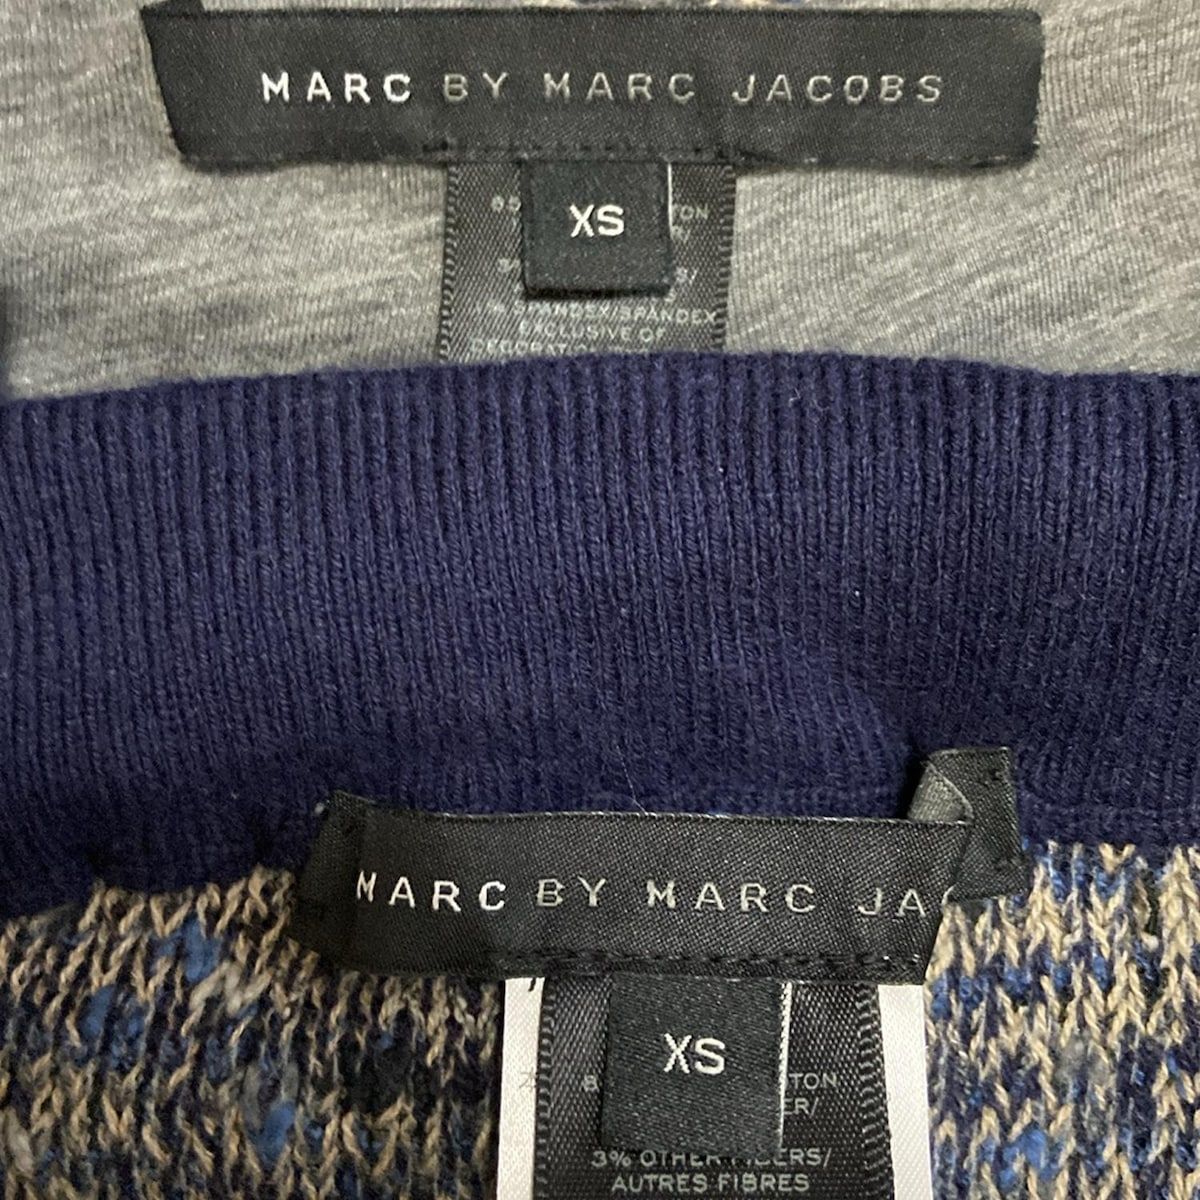 MARC BY MARC JACOBS
XS
% SPANDEX/SPANDEX
EXCLUSIVE OF
MARC BY MARC JA
XS
3% OTHER FIBERS/
AUTRES FIBRES